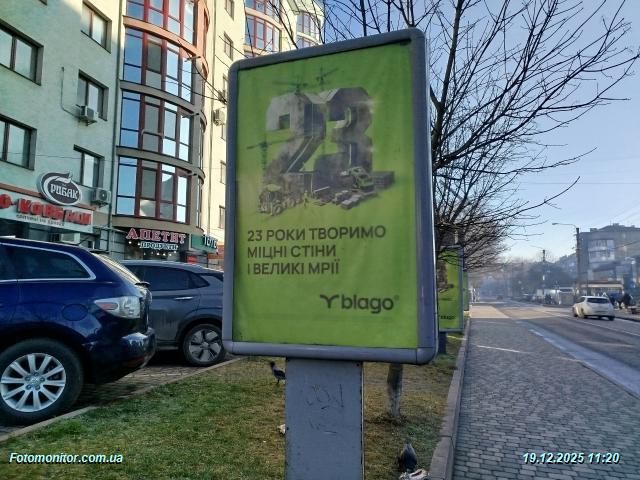 23
23 РОКИ ТВОРИМО
МІЦНІ СТІНИ
І ВЕЛИКІ МРІЇ
blago®
РИБАК
АПЕТИТ
ПРОДУКТИ
Fotomonitor.com.ua
19.12.2025 11:20